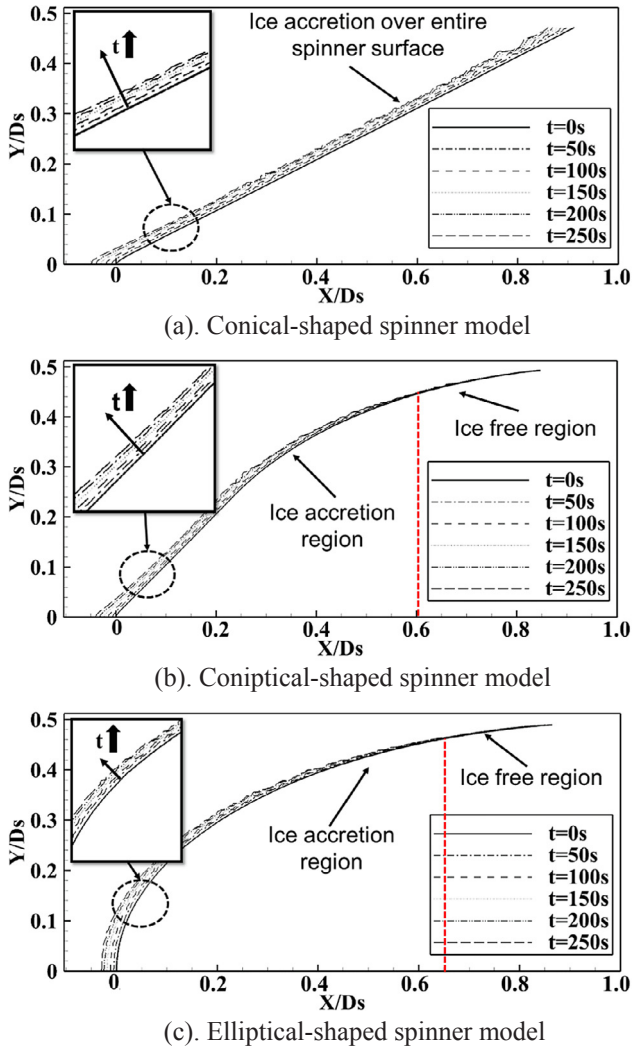 t
Ice accretion over entire
spinner surface
t=0s
t=50s
t=100s
t=150s
t=200s
t=250s
Y/Ds
0.5
0.4
0.3
0.2
0.1
0
0 0.2 0.4 0.6 0.8 1.0
X/Ds
(a). Conical-shaped spinner model
t
Ice free region
Ice accretion
region
t=0s
t=50s
t=100s
t=150s
t=200s
t=250s
Y/Ds
0.5
0.4
0.3
0.2
0.1
0
0 0.2 0.4 0.6 0.8 1.0
X/Ds
(b). Coniptical-shaped spinner model
t
Ice free region
Ice accretion
region
t=0s
t=50s
t=100s
t=150s
t=200s
t=250s
Y/Ds
0.5
0.4
0.3
0.2
0.1
0
0 0.2 0.4 0.6 0.8 1.0
X/Ds
(c). Elliptical-shaped spinner model